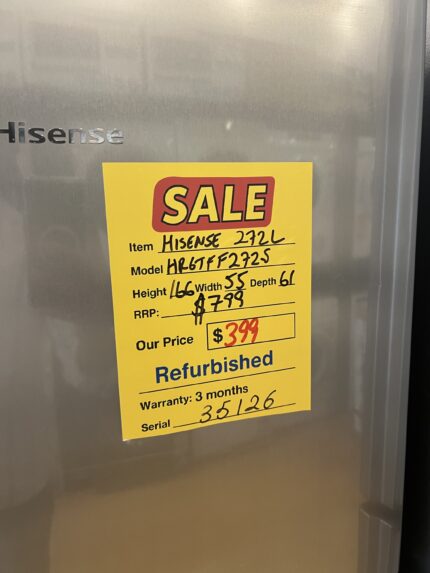 Hisense
SALE
Item HISENSE 272L
Model HR6TFF272S
Height 166 Width 55 Depth 61
RRP: $799
Our Price $399
Refurbished
Warranty: 3 months
Serial 35126